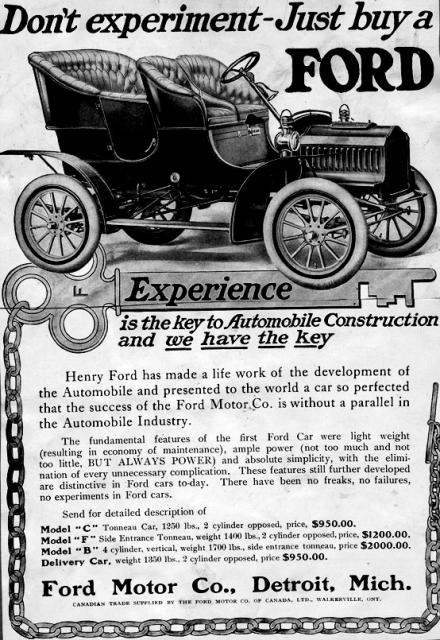 Don't experiment-Just buy a
FORD
F
Experience
is the key to Automobile Construction
and we have the key
Henry Ford has made a life work of the development of
the Automobile and presented to the world a car so perfected
that the success of the Ford Motor Co. is without a parallel in
the Automobile Industry.
The fundamental features of the first Ford Car were light weight
(resulting in economy of maintenance), ample power (not too much and not
too little, BUT ALWAYS POWER) and absolute simplicity, with the elimi-
nation of every unnecessary complication. These features still further developed
are distinctive in Ford cars to-day. There have been no freaks, no failures,
no experiments in Ford cars.
Send for detailed description of
Model "C" Tonneau Car, 1250 lbs., 2 cylinder opposed, price, $950.00.
Model "F" Side Entrance Tonneau, weight 1400 lbs., 2 cylinder opposed, price, $1200.00.
Model "B" 4 cylinder, vertical, weight 1700 lbs., side entrance tonneau, price $2000.00.
Delivery Car, weight 1350 lbs., 2 cylinder opposed, price $950.00.
Ford Motor Co., Detroit, Mich.
CANADIAN TRADE SUPPLIED BY THE FORD MOTOR CO. OF CANADA, LTD., WALKERVILLE, ONT.